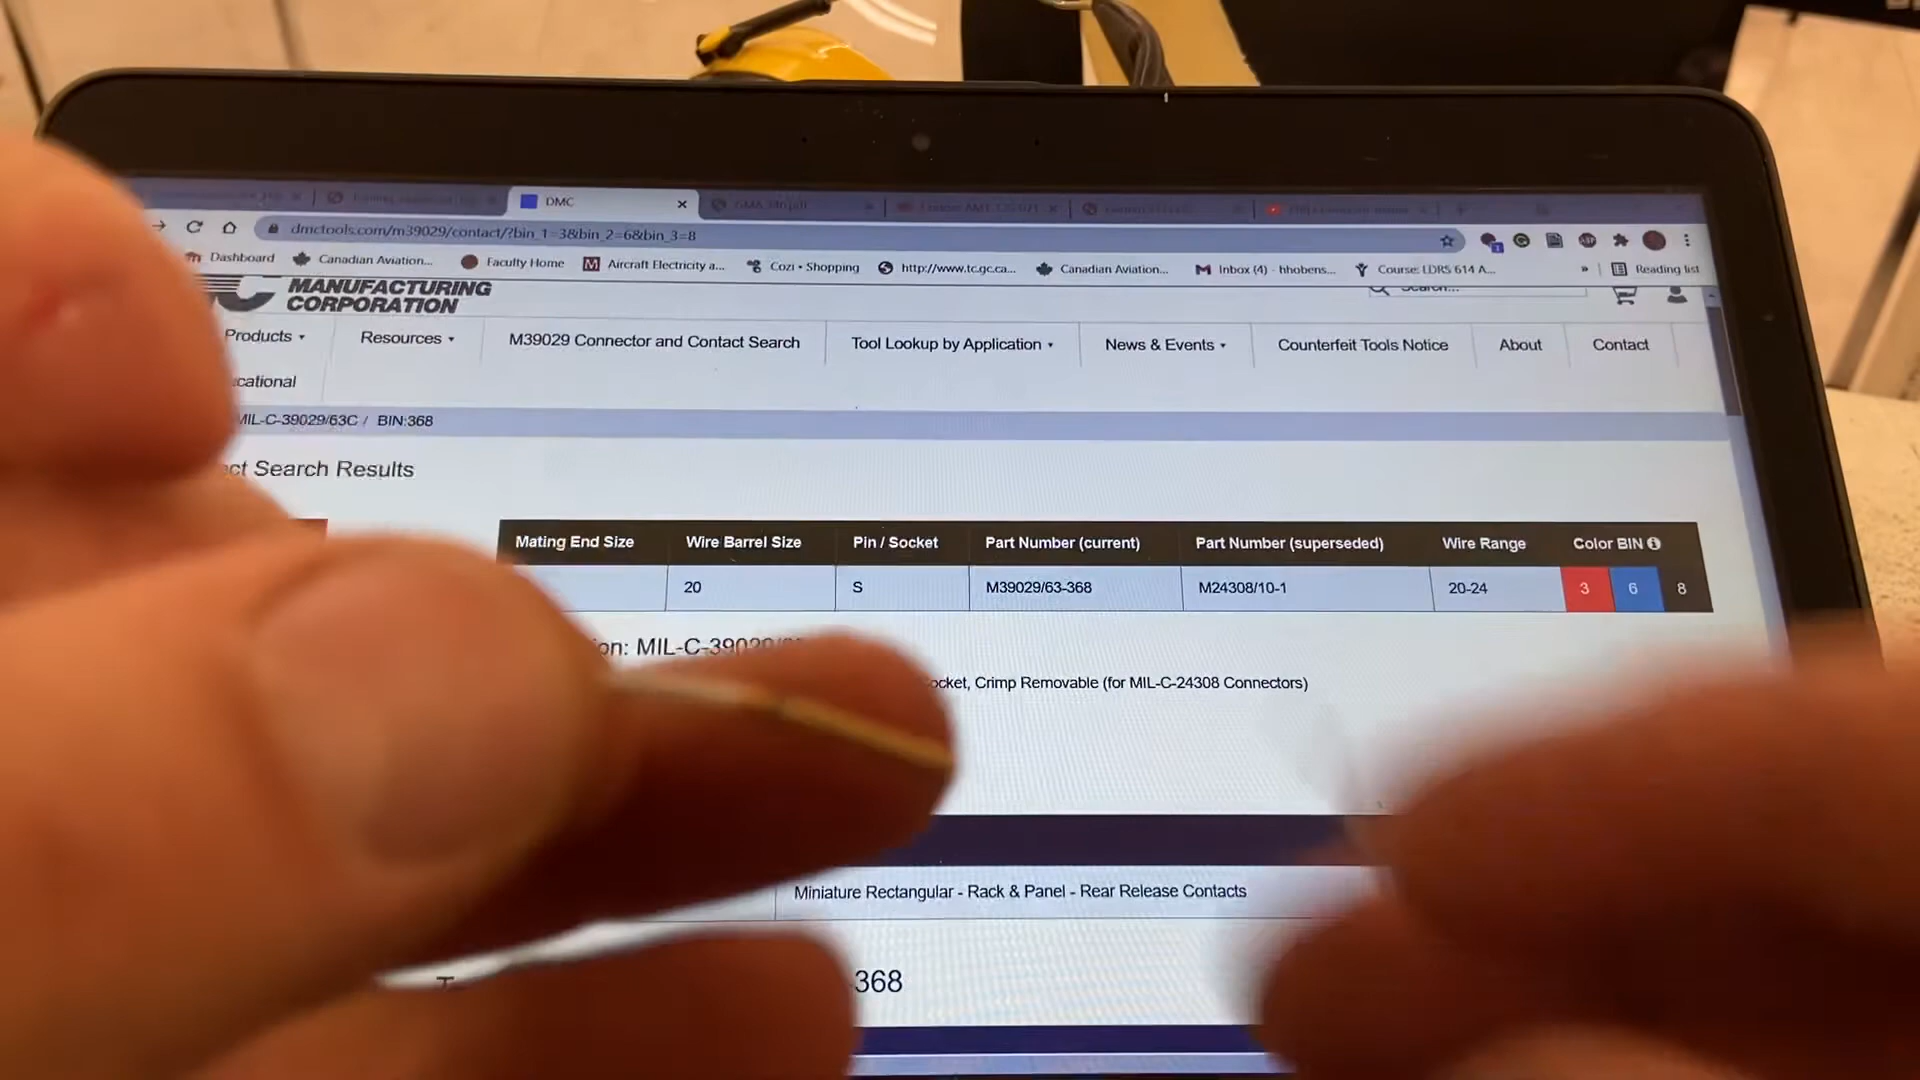 DMC
GMA 340.pdf
dmctools.com/m39029/contact/?bin_1=3&bin_2=6&bin_3=8
Dashboard
Canadian Aviation...
Faculty Home
Aircraft Electricity a...
Cozi • Shopping
http://www.tc.gc.ca...
Canadian Aviation...
Inbox (4) - hhobens...
Course: LDRS 614 A...
»
Reading list
MANUFACTURING
CORPORATION
Search...
Products
Resources
M39029 Connector and Contact Search
Tool Lookup by Application
News & Events
Counterfeit Tools Notice
About
Contact
cational
MIL-C-39029/63C / BIN:368
ct Search Results
Mating End Size
Wire Barrel Size
Pin / Socket
Part Number (current)
Part Number (superseded)
Wire Range
Color BIN
20
S
M39029/63-368
M24308/10-1
20-24
3
6
8
on: MIL-C-39029/
ocket, Crimp Removable (for MIL-C-24308 Connectors)
Miniature Rectangular - Rack & Panel - Rear Release Contacts
368